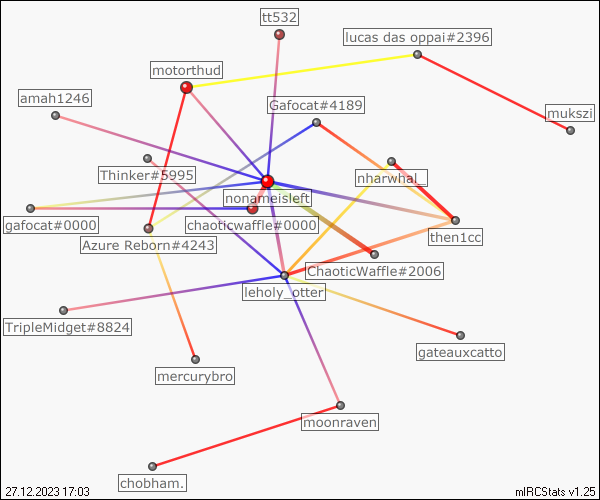 tt532
lucas das oppai#2396
motorthud
amah1246
Gafocat#4189
mukszi
Thinker#5995
nharwhal_
nonameisleft
gafocat#0000
chaoticwaffle#0000
Azure Reborn#4243
then1cc
ChaoticWaffle#2006
leholy_otter
TripleMidget#8824
gateauxcatto
mercurybro
moonraven
chobham.
27.12.2023 17:03
mIRCStats v1.25